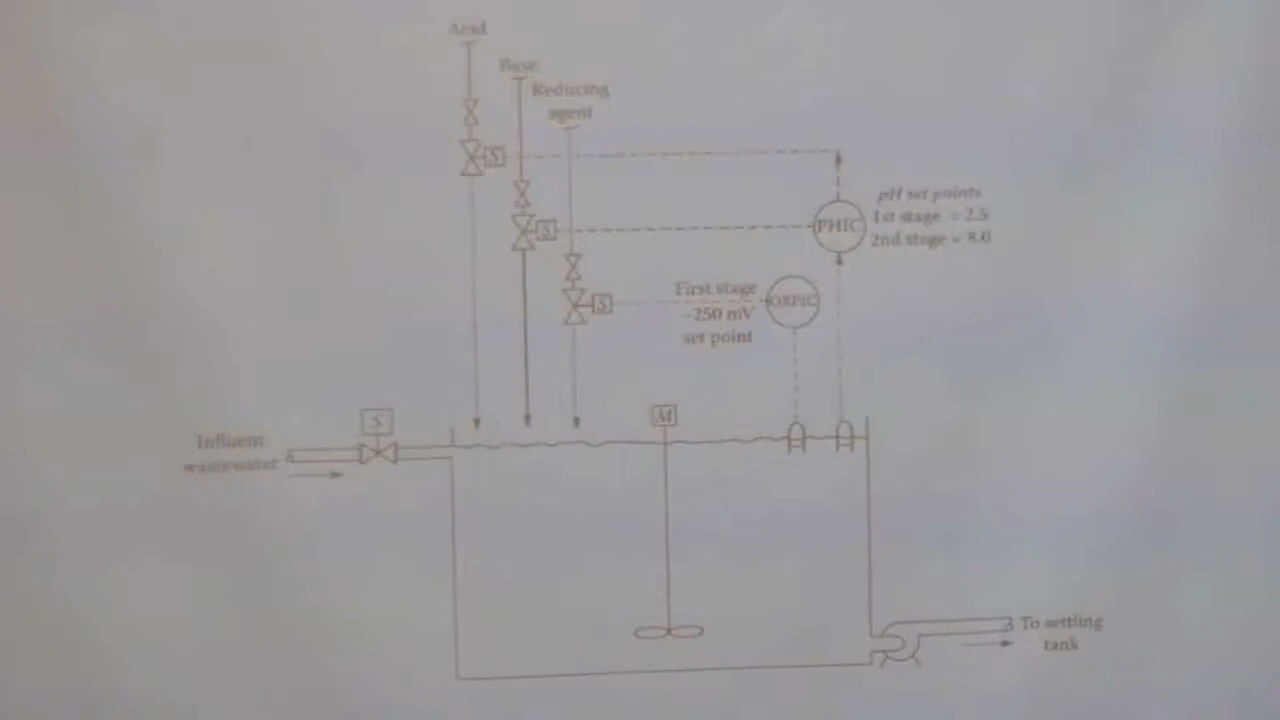 Acid
Base
Reducing
agent
S
pH set points
1st stage = 2.5
2nd stage = 8.0
PHIC
S
First stage
-250 mV
set point
ORPIC
S
S
M
Influent
wastewater
To settling
tank